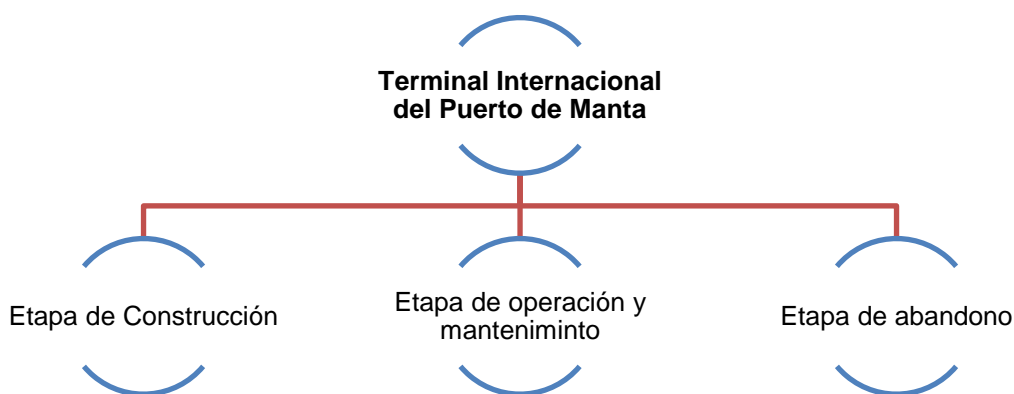 Terminal Internacional
del Puerto de Manta
Etapa de Construcción
Etapa de operación y
manteniminto
Etapa de abandono